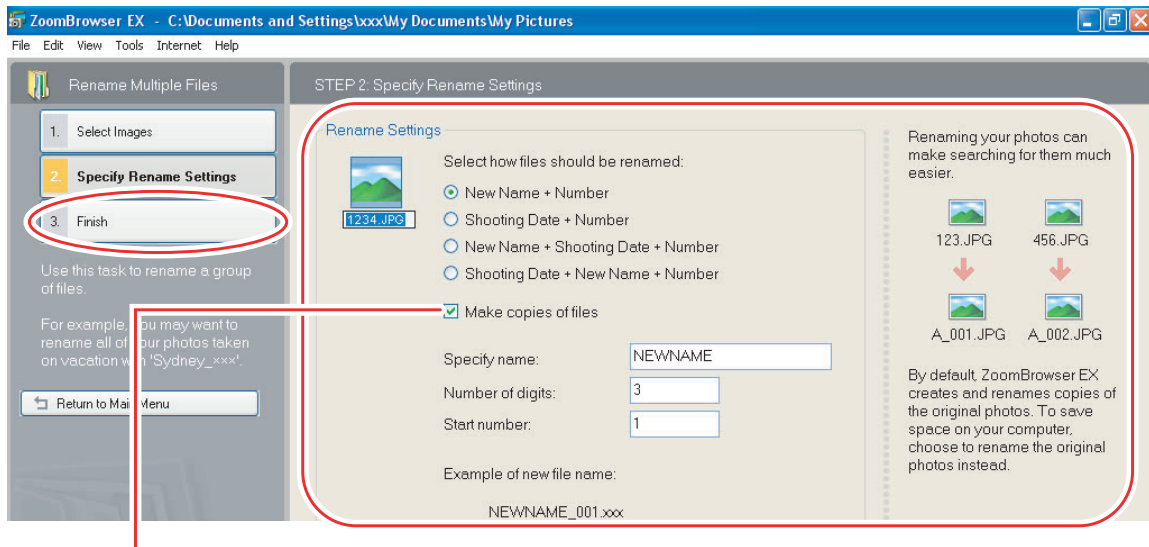 ZoomBrowser EX - C:\Documents and Settings\xxx\My Documents\My Pictures
File Edit View Tools Internet Help
Rename Multiple Files
1. Select Images
2. Specify Rename Settings
3. Finish
Use this task to rename a group
of files.
For example, you may want to
rename all of your photos taken
on vacation with 'Sydney_×××'.
Return to Main Menu
STEP 2: Specify Rename Settings
Rename Settings
1234.JPG
Select how files should be renamed:
New Name + Number
Shooting Date + Number
New Name + Shooting Date + Number
Shooting Date + New Name + Number
Make copies of files
Specify name: NEWNAME
Number of digits: 3
Start number: 1
Example of new file name:
NEWNAME_001.xxx
Renaming your photos can
make searching for them much
easier.
123.JPG 456.JPG
A_001.JPG A_002.JPG
By default, ZoomBrowser EX
creates and renames copies of
the original photos. To save
space on your computer,
choose to rename the original
photos instead.